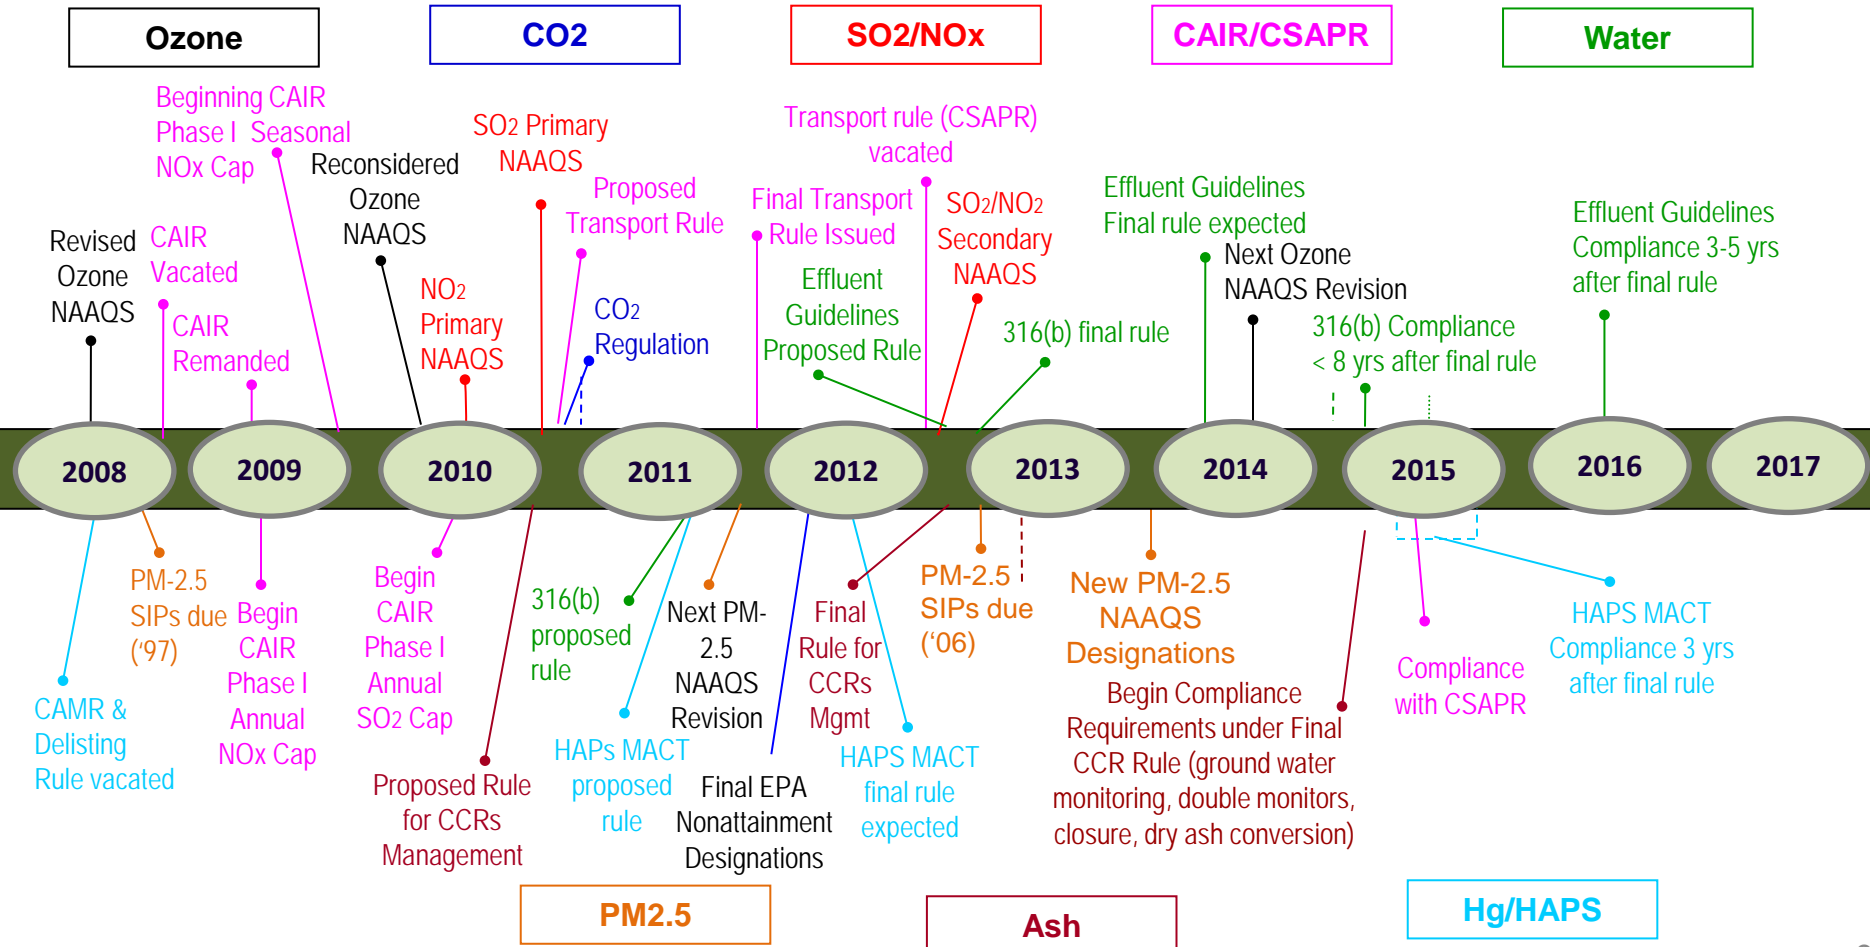 Ozone
CO2
SO2/NOx
CAIR/CSAPR
Water
Beginning CAIR
Phase I Seasonal
NOx Cap
Reconsidered
Ozone
NAAQS
SO2 Primary
NAAQS
Proposed
Transport Rule
Transport rule (CSAPR)
vacated
Final Transport
Rule Issued
SO2/NO2
Secondary
NAAQS
Effluent Guidelines
Final rule expected
Effluent Guidelines
Compliance 3-5 yrs
after final rule
Revised
Ozone
NAAQS
CAIR
Vacated
CAIR
Remanded
NO2
Primary
NAAQS
CO2
Regulation
Effluent
Guidelines
Proposed Rule
316(b) final rule
Next Ozone
NAAQS Revision
316(b) Compliance
< 8 yrs after final rule
2008
2009
2010
2011
2012
2013
2014
2015
2016
2017
PM-2.5
SIPs due
('97)
CAMR &
Delisting
Rule vacated
Begin
CAIR
Phase I
Annual
NOx Cap
Begin
CAIR
Phase I
Annual
SO2 Cap
Proposed Rule
for CCRs
Management
316(b)
proposed
rule
HAPs MACT
proposed
rule
Next PM-
2.5
NAAQS
Revision
Final EPA
Nonattainment
Designations
Final
Rule for
CCRs
Mgmt
HAPS MACT
final rule
expected
PM-2.5
SIPs due
('06)
New PM-2.5
NAAQS
Designations
Begin Compliance
Requirements under Final
CCR Rule (ground water
monitoring, double monitors,
closure, dry ash conversion)
Compliance
with CSAPR
HAPS MACT
Compliance 3 yrs
after final rule
PM2.5
Ash
Hg/HAPS